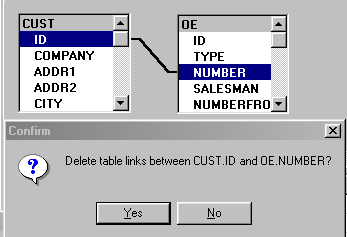 CUST
ID
COMPANY
ADDR1
ADDR2
CITY
OE
ID
TYPE
NUMBER
SALESMAN
NUMBERFRO
Confirm
Delete table links between CUST.ID and OE.NUMBER?
Yes
No